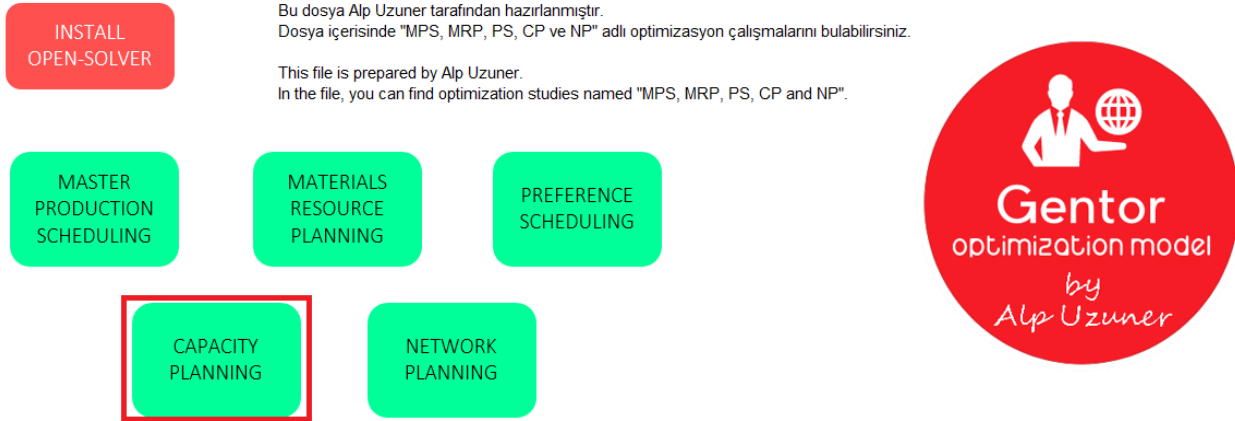 INSTALL
OPEN-SOLVER
Bu dosya Alp Uzuner tarafından hazırlanmıştır.
Dosya içerisinde "MPS, MRP, PS, CP ve NP" adlı optimizasyon çalışmalarını bulabilirsiniz.
This file is prepared by Alp Uzuner.
In the file, you can find optimization studies named "MPS, MRP, PS, CP and NP".
MASTER
PRODUCTION
SCHEDULING
MATERIALS
RESOURCE
PLANNING
PREFERENCE
SCHEDULING
CAPACITY
PLANNING
NETWORK
PLANNING
Gentor
optimization model
by
Alp Uzuner